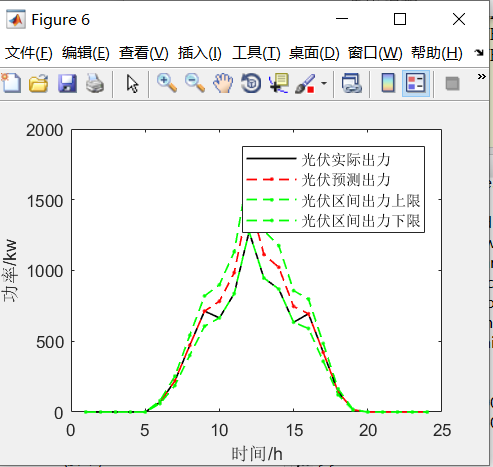 Figure 6
文件(F) 编辑(E) 查看(V) 插入(I) 工具(T) 桌面(D) 窗口(W) 帮助(H)
2000
1500
1000
500
0
功率/kw
光伏实际出力
光伏预测出力
光伏区间出力上限
光伏区间出力下限
0 5 10 15 20 25
时间/h